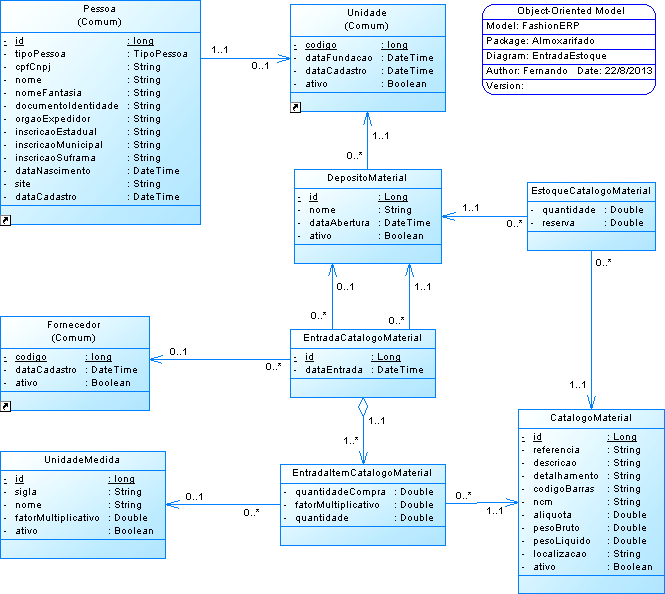 Pessoa
(Comum)
- id : long
- tipoPessoa : TipoPessoa
- cpfCnpj : String
- nome : String
- nomeFantasia : String
- documentoIdentidade : String
- orgaoExpedidor : String
- inscricaoEstadual : String
- inscricaoMunicipal : String
- inscricaoSuframa : String
- dataNascimento : DateTime
- site : String
- dataCadastro : DateTime
1..1
0..1
Unidade
(Comum)
- codigo : long
- dataFundacao : DateTime
- dataCadastro : DateTime
- ativo : Boolean
Object-Oriented Model
Model: FashionERP
Package: Almoxarifado
Diagram: EntradaEstoque
Author: Fernando Date: 22/8/2013
Version:
1..1
0..*
DepositoMaterial
- id : Long
- nome : String
- dataAbertura : DateTime
- ativo : Boolean
1..1
0..*
EstoqueCatalogoMaterial
- quantidade : Double
- reserva : Double
0..*
1..1
0..1
0..*
1..1
0..*
Fornecedor
(Comum)
- codigo : long
- dataCadastro : DateTime
- ativo : Boolean
0..1
0..*
EntradaCatalogoMaterial
- id : Long
- dataEntrada : DateTime
1..1
1..*
UnidadeMedida
- id : long
- sigla : String
- nome : String
- fatorMultiplicativo : Double
- ativo : Boolean
0..1
0..*
EntradaItemCatalogoMaterial
- quantidadeCompra : Double
- fatorMultiplicativo : Double
- quantidade : Double
0..*
1..1
CatalogoMaterial
- id : Long
- referencia : String
- descricao : String
- detalhamento : String
- codigoBarras : String
- ncm : String
- aliquota : Double
- pesoBruto : Double
- pesoLiquido : Double
- localizacao : String
- ativo : Boolean